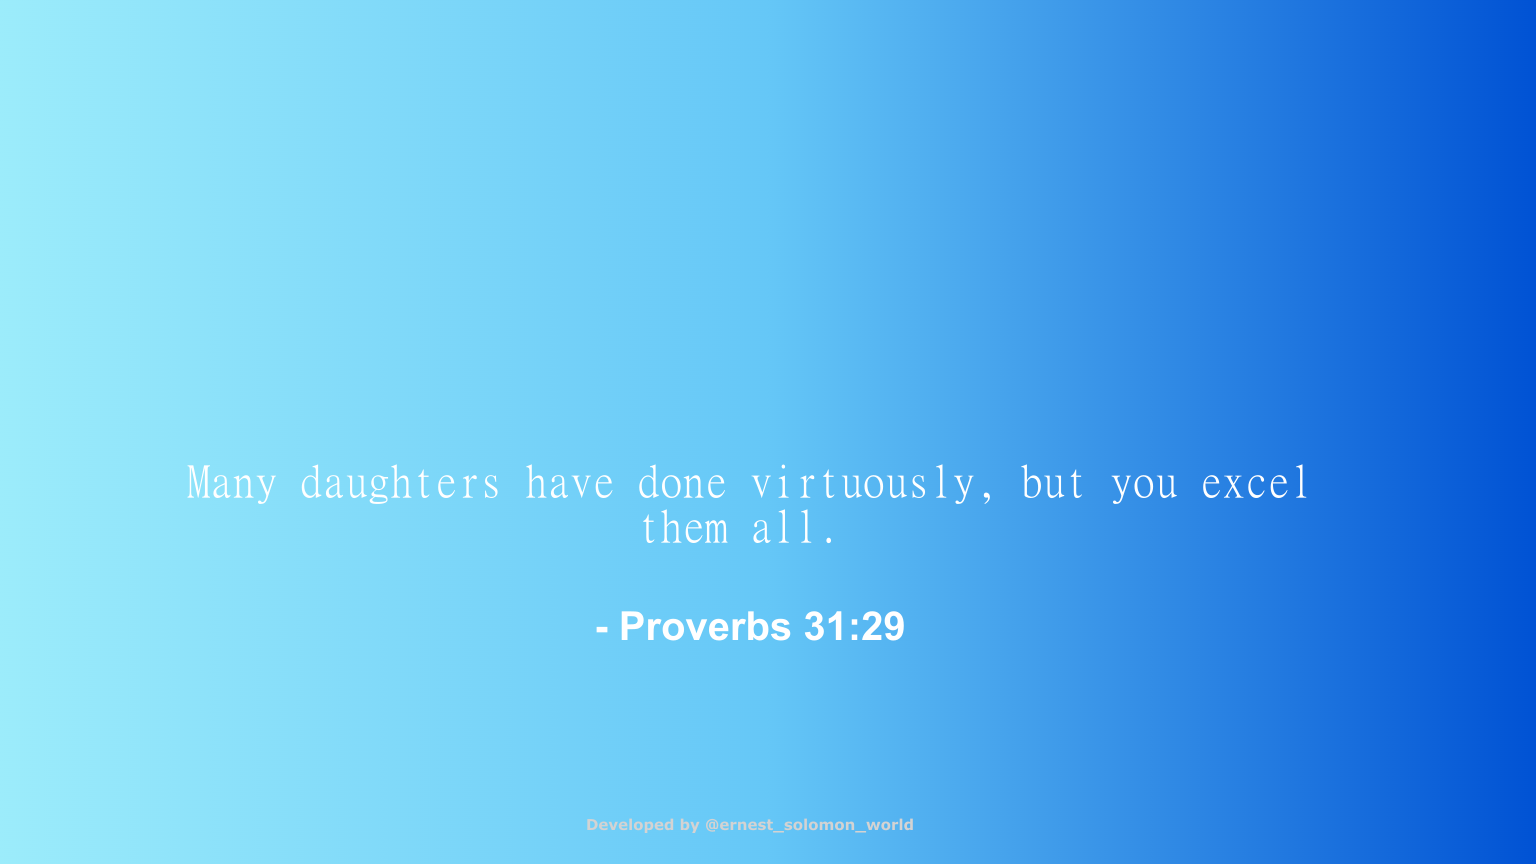 Many daughters have done virtuously, but you excel
them all.
- Proverbs 31:29
Developed by @ernest_solomon_world